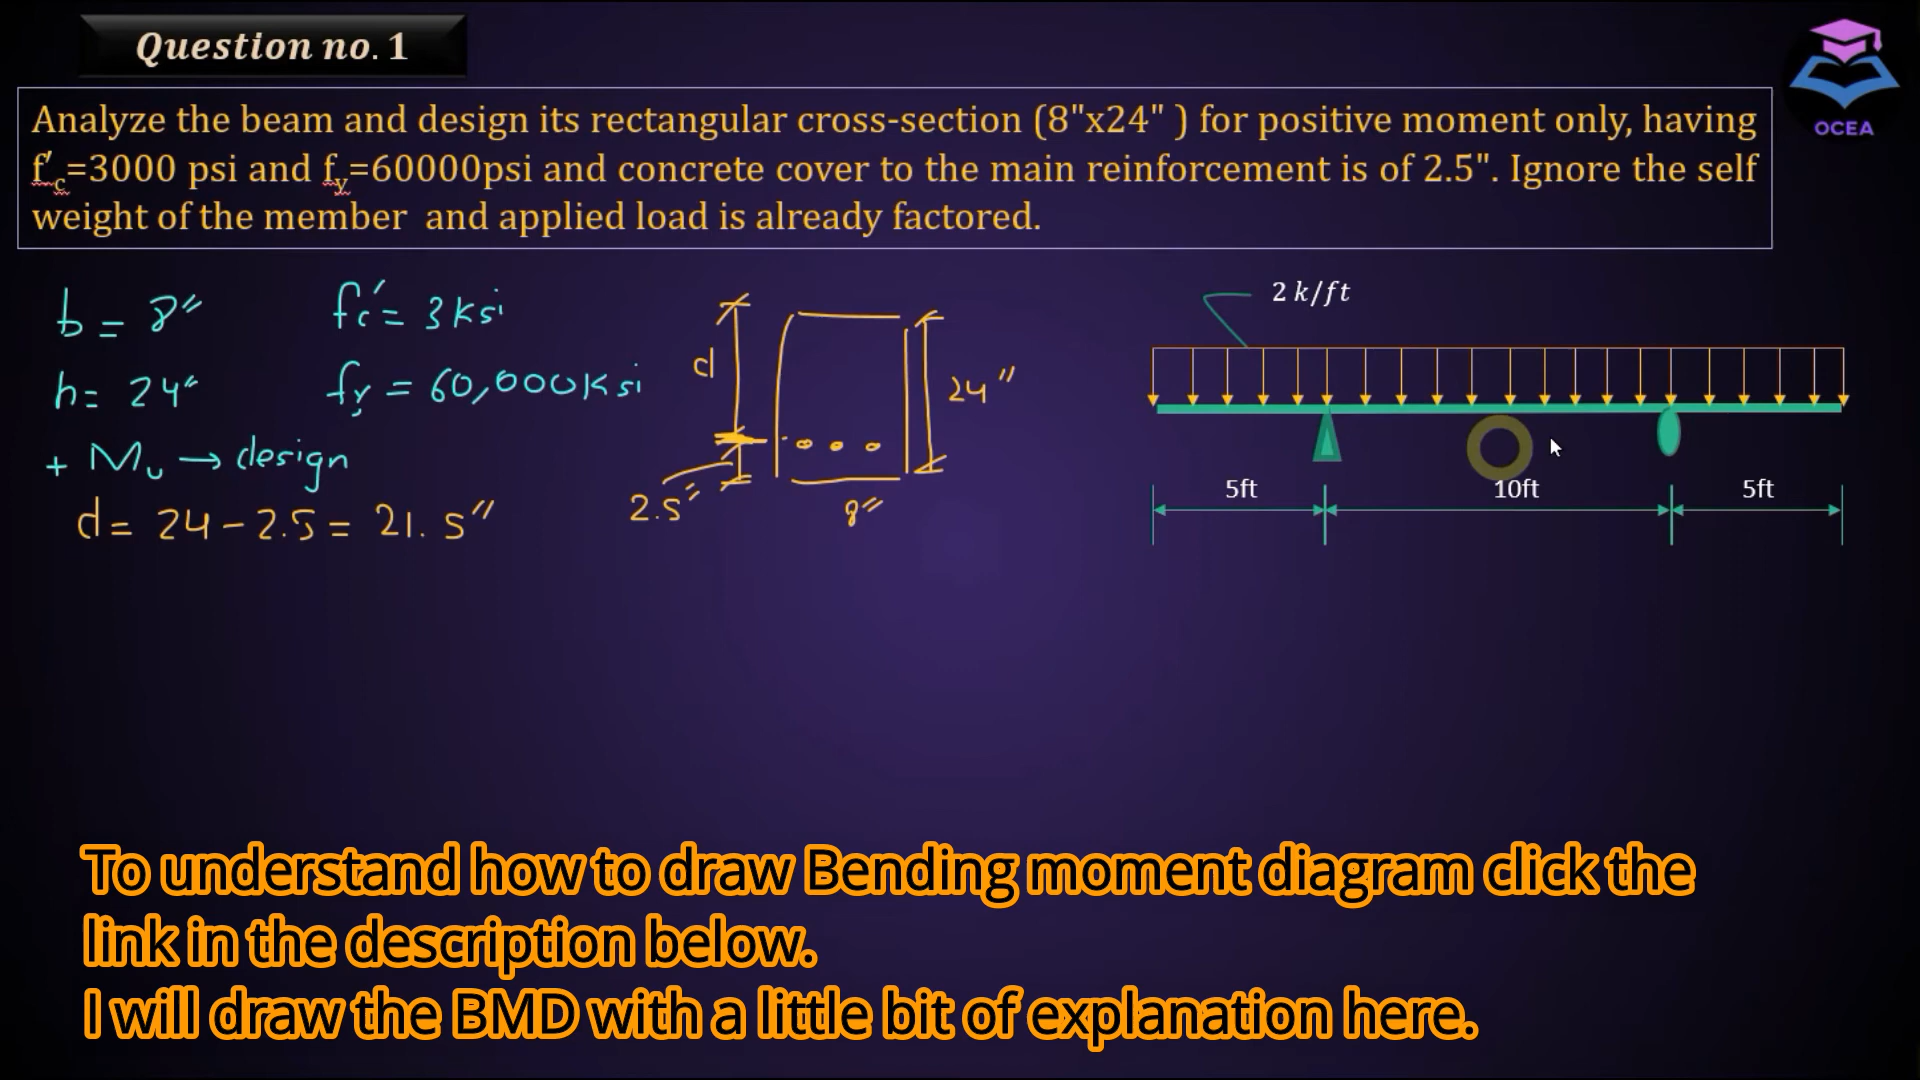 Question no. 1
OCEA
Analyze the beam and design its rectangular cross-section (8"x24" ) for positive moment only, having
f′c=3000 psi and fy=60000psi and concrete cover to the main reinforcement is of 2.5". Ignore the self
weight of the member and applied load is already factored.
b = 8"
fc' = 3 ksi
h = 24"
fy = 60,000 ksi
+ Mu → design
d = 24 - 2.5 = 21.5"
d
24"
2.5"
8"
2 k/ft
5ft
10ft
5ft
To understand how to draw Bending moment diagram click the
link in the description below.
I will draw the BMD with a little bit of explanation here.